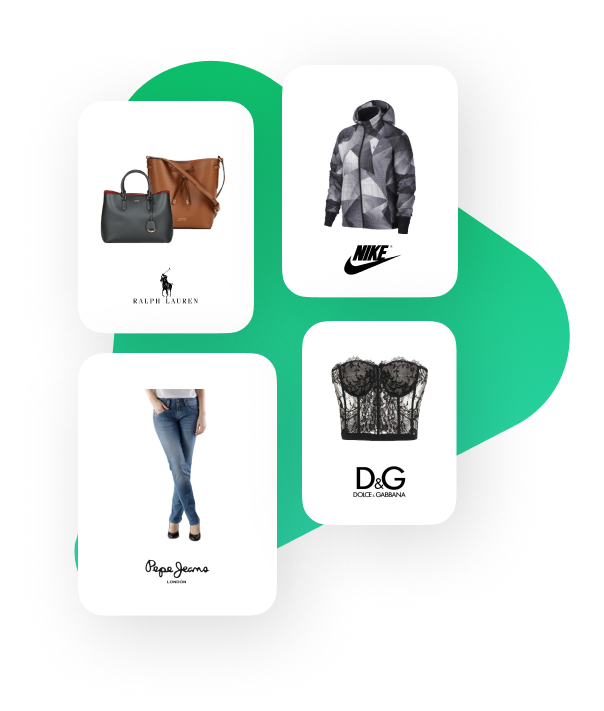 RALPH LAUREN
NIKE
Pepe Jeans
LONDON
D&G
DOLCE & GABBANA